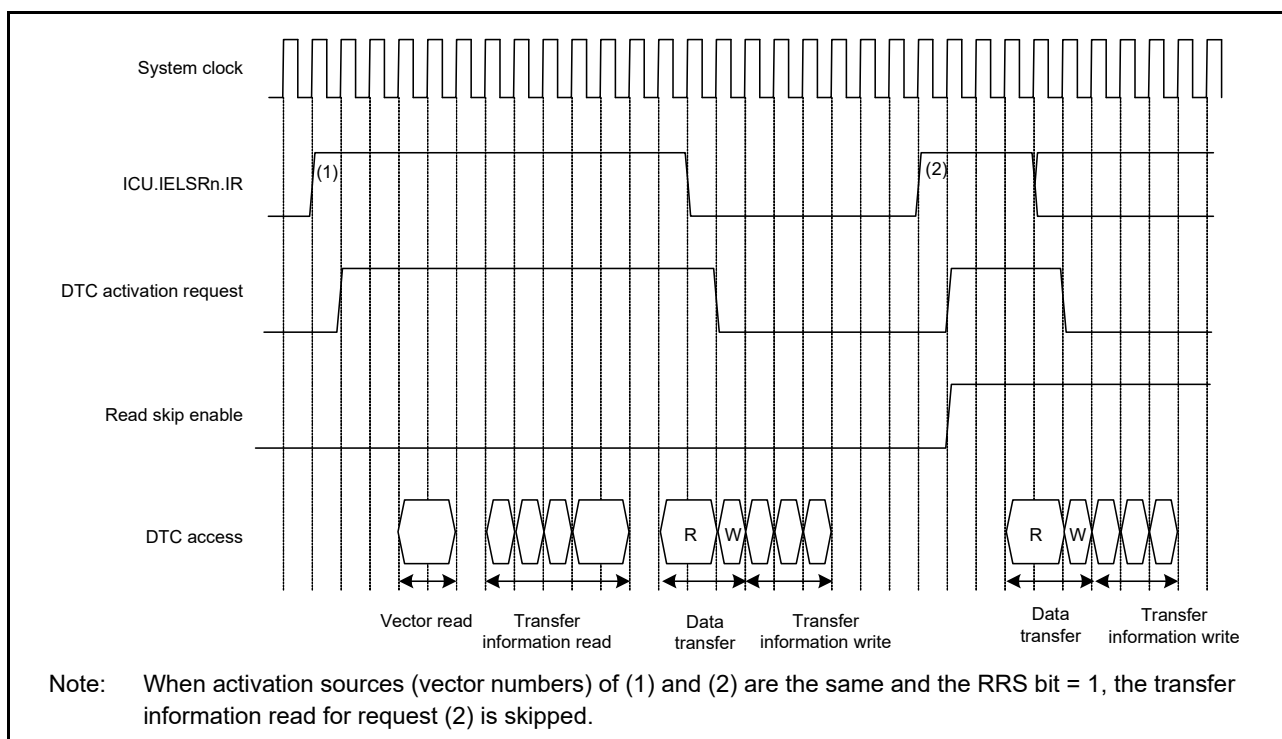 System clock
ICU.IELSRn.IR
(1)
(2)
DTC activation request
Read skip enable
DTC access
R
W
R
W
Vector read
Transfer
information read
Data
transfer
Transfer
information write
Data
transfer
Transfer
information write
Note: When activation sources (vector numbers) of (1) and (2) are the same and the RRS bit = 1, the transfer
information read for request (2) is skipped.